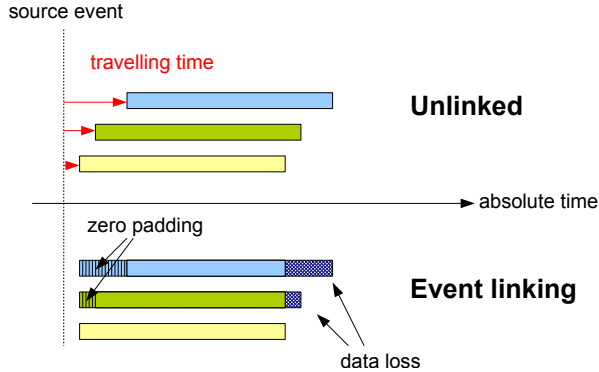 source event
travelling time
Unlinked
absolute time
zero padding
Event linking
data loss